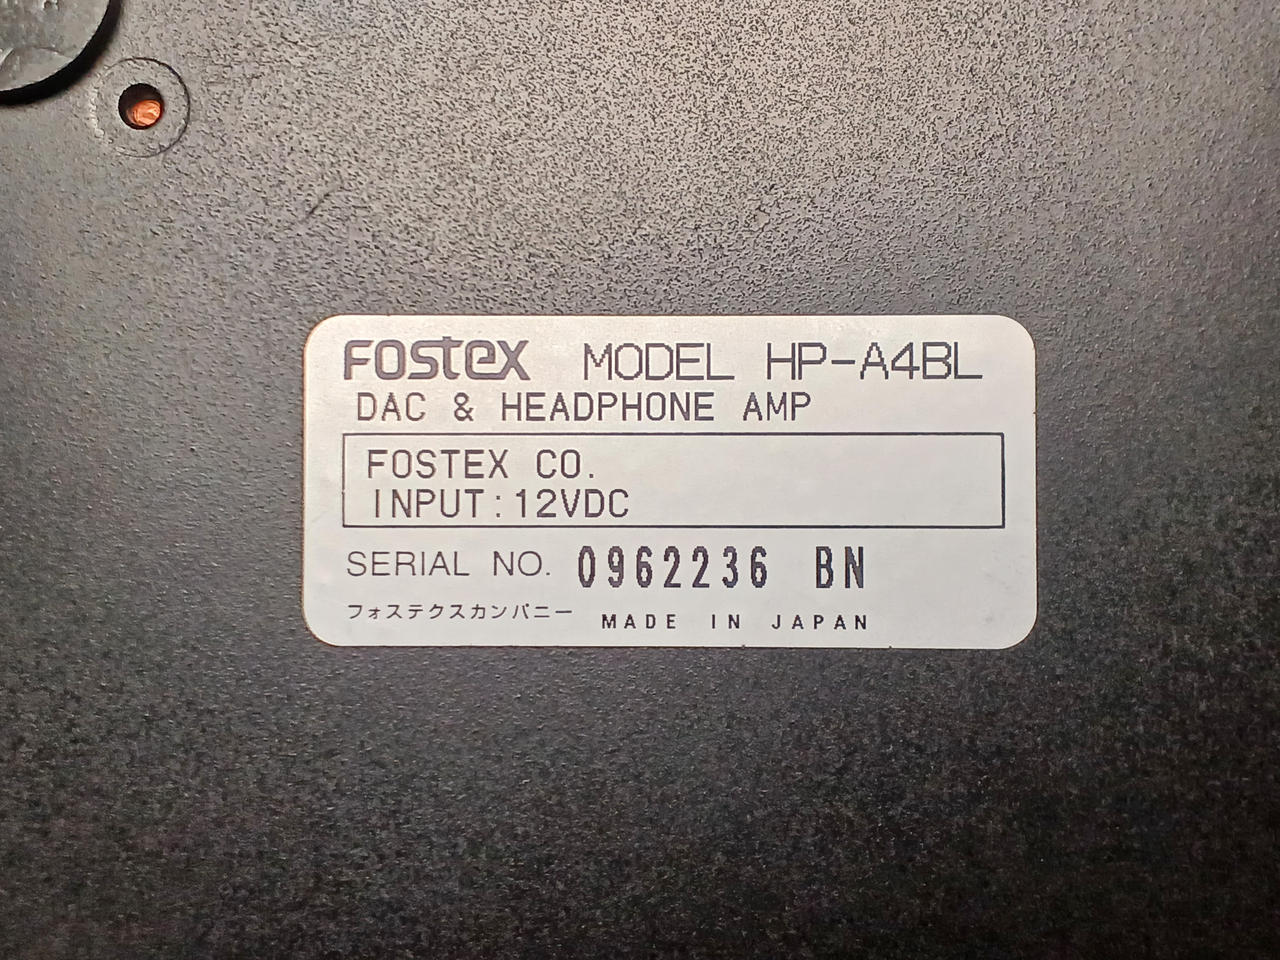 FOSTEX MODEL HP-A4BL
DAC & HEADPHONE AMP
FOSTEX CO.
INPUT:12VDC
SERIAL NO. 0962236 BN
フォステクスカンパニー MADE IN JAPAN